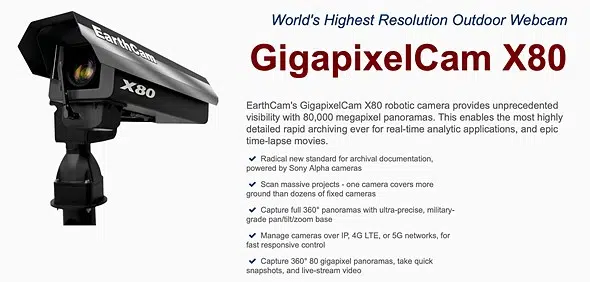 World's Highest Resolution Outdoor Webcam
GigapixelCam X80
EarthCam
X80
EarthCam's GigapixelCam X80 robotic camera provides unprecedented
visibility with 80,000 megapixel panoramas. This enables the most highly
detailed rapid archiving ever for real-time analytic applications, and epic
time-lapse movies.
✔ Radical new standard for archival documentation,
powered by Sony Alpha cameras
✔ Scan massive projects - one camera covers more
ground than dozens of fixed cameras
✔ Capture full 360° panoramas with ultra-precise, military-
grade pan/tilt/zoom base
✔ Manage cameras over IP, 4G LTE, or 5G networks, for
fast responsive control
✔ Capture 360° 80 gigapixel panoramas, take quick
snapshots, and live-stream video